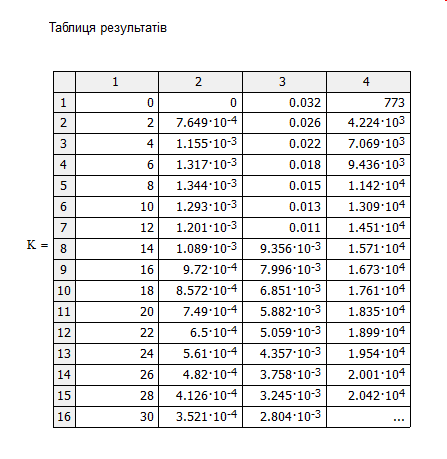 Таблиця результатів
1 2 3 4
1 0 0 0.032 773
2 2 7.649·10-4 0.026 4.224·103
3 4 1.155·10-3 0.022 7.069·103
4 6 1.317·10-3 0.018 9.436·103
5 8 1.344·10-3 0.015 1.142·104
6 10 1.293·10-3 0.013 1.309·104
7 12 1.201·10-3 0.011 1.451·104
K = 8 14 1.089·10-3 9.356·10-3 1.571·104
9 16 9.72·10-4 7.996·10-3 1.673·104
10 18 8.572·10-4 6.851·10-3 1.761·104
11 20 7.49·10-4 5.882·10-3 1.835·104
12 22 6.5·10-4 5.059·10-3 1.899·104
13 24 5.61·10-4 4.357·10-3 1.954·104
14 26 4.82·10-4 3.758·10-3 2.001·104
15 28 4.126·10-4 3.245·10-3 2.042·104
16 30 3.521·10-4 2.804·10-3 ...